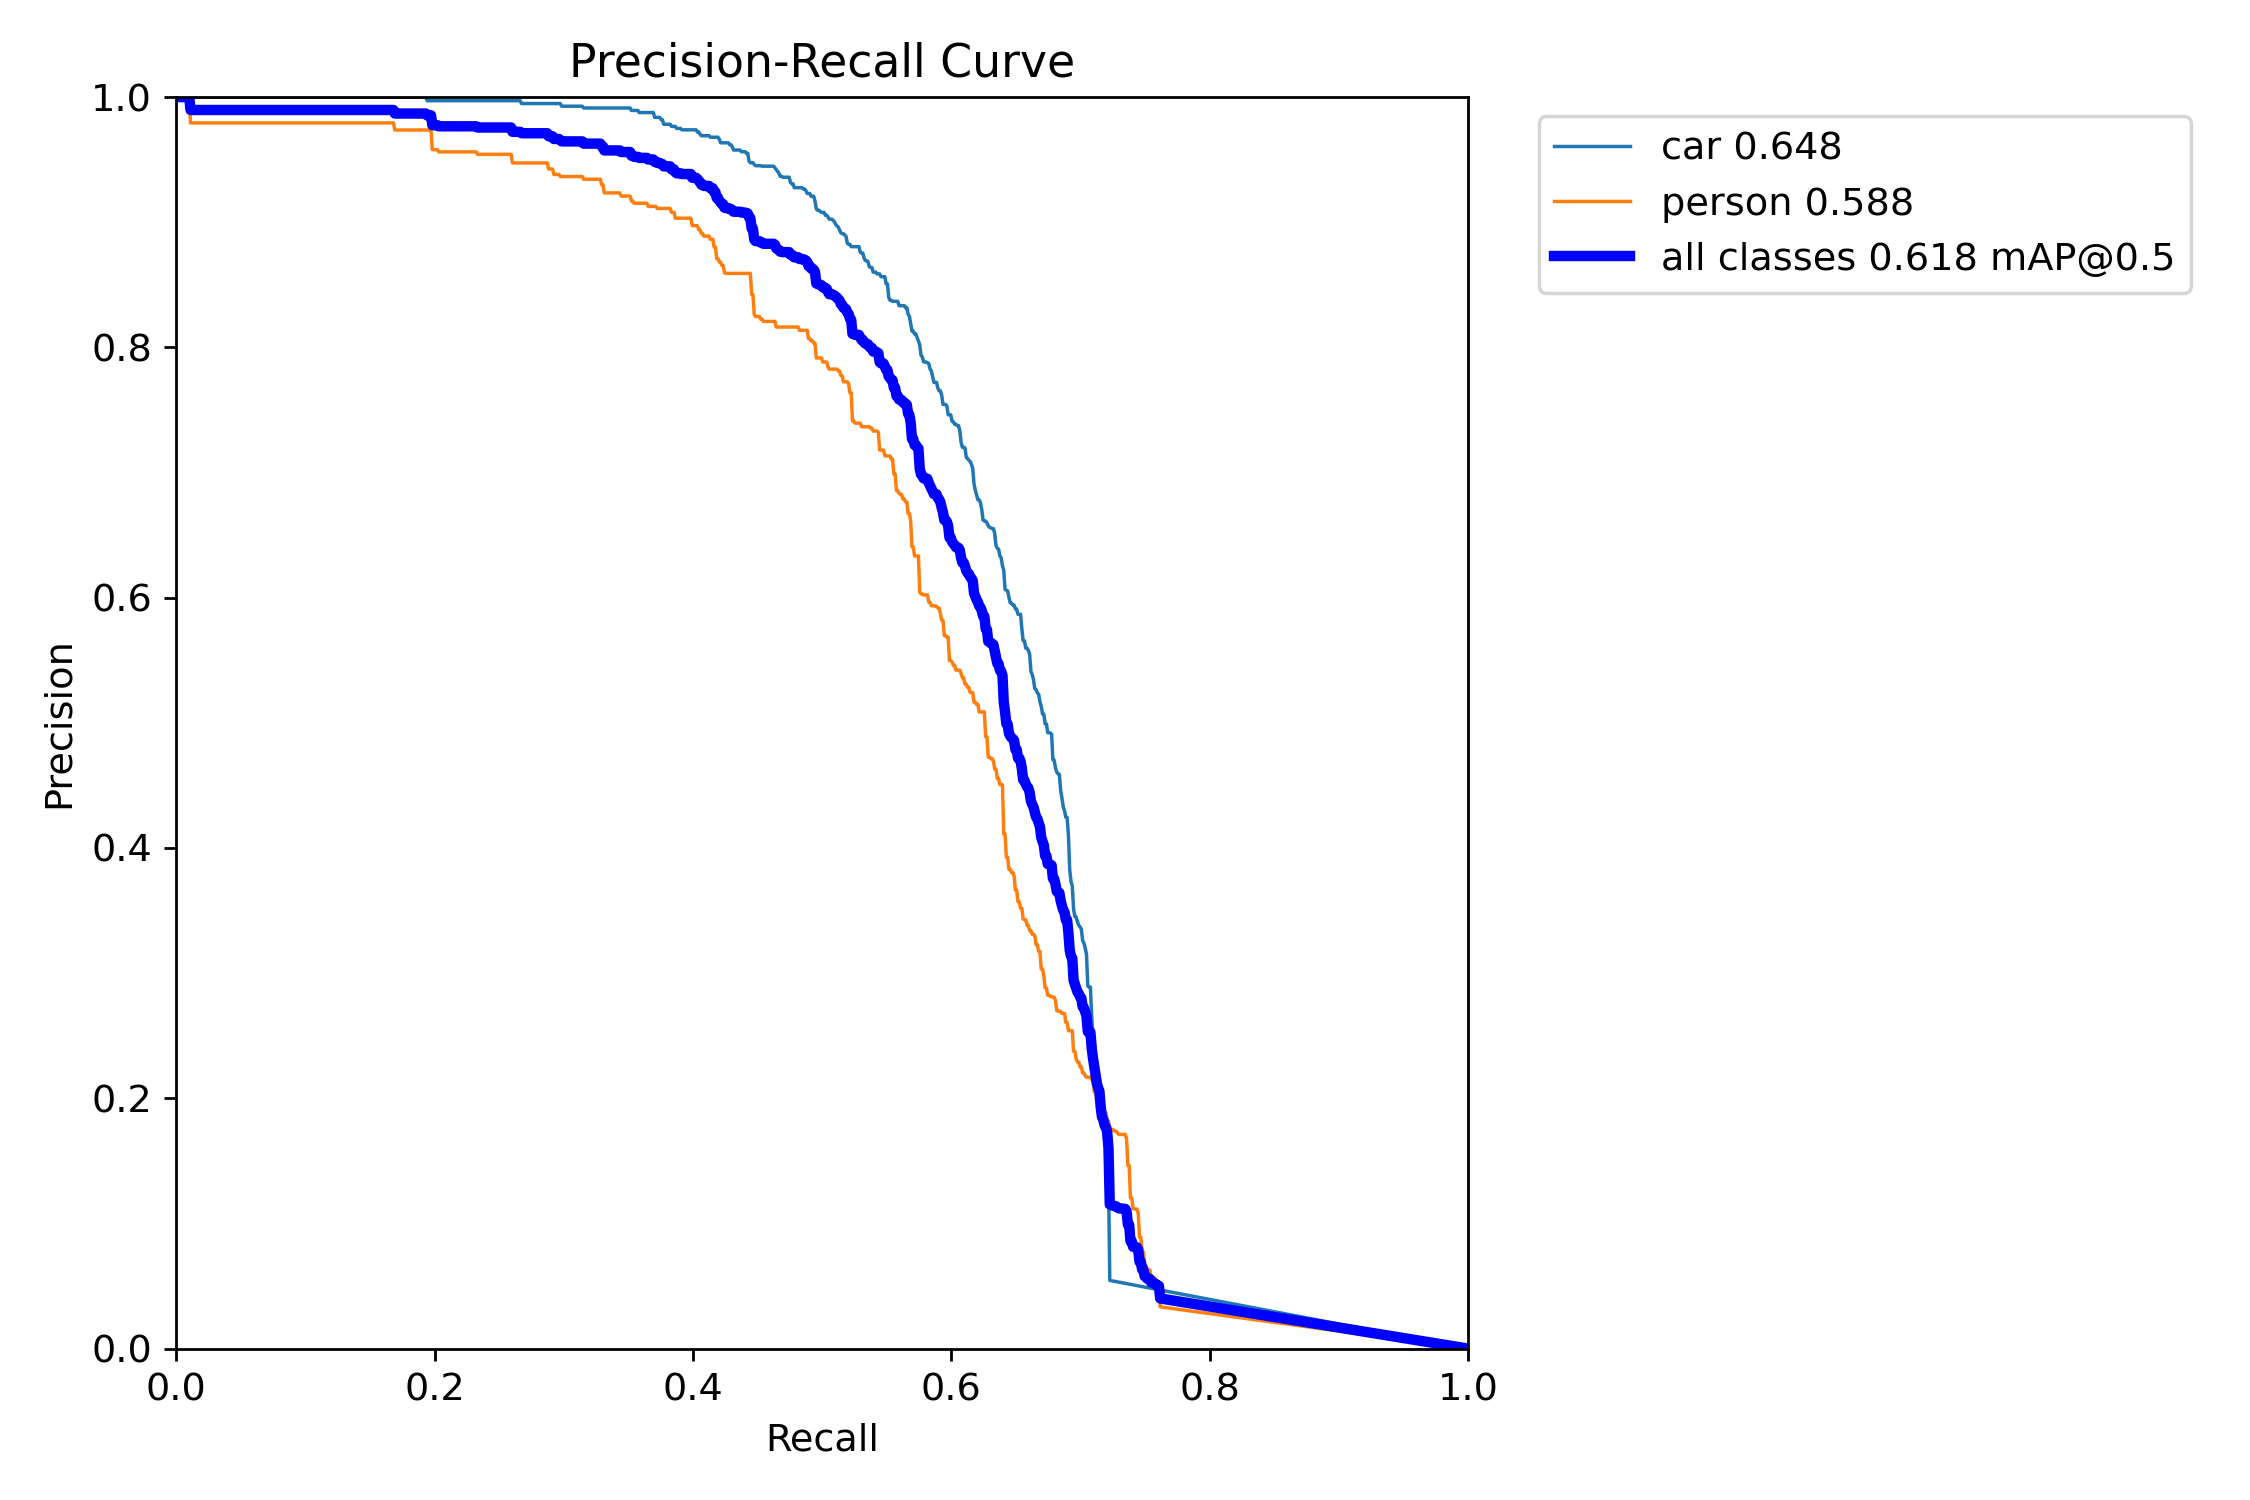 Precision-Recall Curve
1.0
0.8
0.6
0.4
0.2
0.0
Precision
0.0 0.2 0.4 0.6 0.8 1.0
Recall
car 0.648
person 0.588
all classes 0.618 mAP@0.5